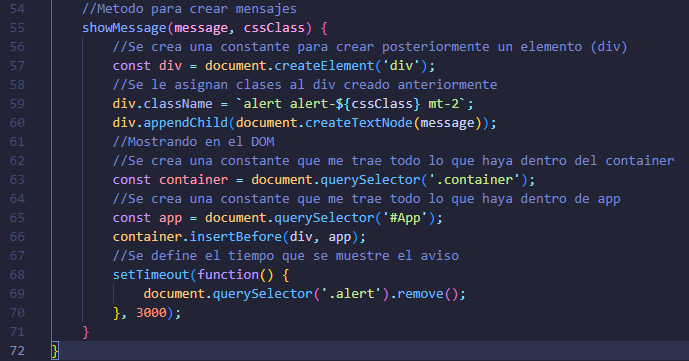 54 //Metodo para crear mensajes
55 showMessage(message, cssClass) {
56 //Se crea una constante para crear posteriormente un elemento (div)
57 const div = document.createElement('div');
58 //Se le asignan clases al div creado anteriormente
59 div.className = `alert alert-${cssClass} mt-2`;
60 div.appendChild(document.createTextNode(message));
61 //Mostrando en el DOM
62 //Se crea una constante que me trae todo lo que haya dentro del container
63 const container = document.querySelector('.container');
64 //Se crea una constante que me trae todo lo que haya dentro de app
65 const app = document.querySelector('#App');
66 container.insertBefore(div, app);
67 //Se define el tiempo que se muestre el aviso
68 setTimeout(function() {
69 document.querySelector('.alert').remove();
70 }, 3000);
71 }
72 }